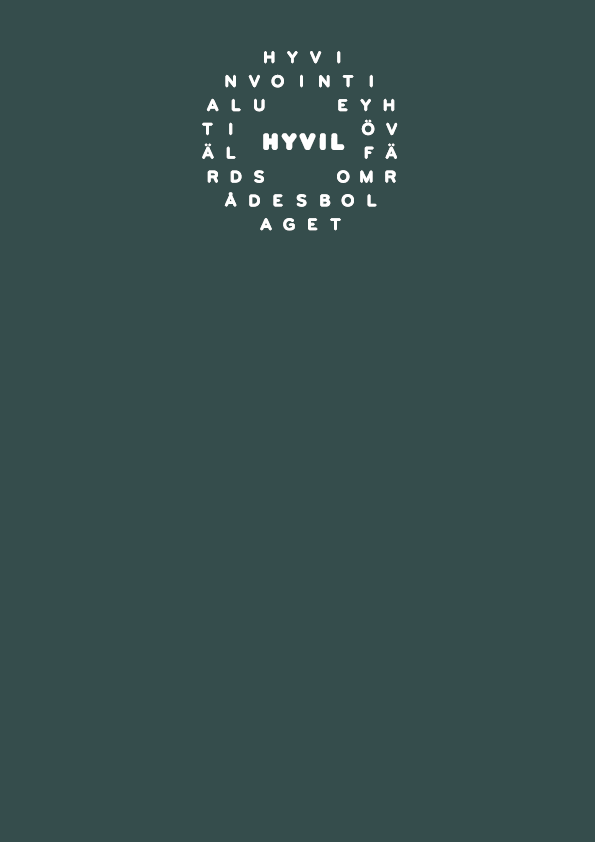 HYVI
NVOINTI
ALU EYH
TI ÖV
HYVIL
ÄL FÄ
RDS OMR
ÅDESBOL
AGET